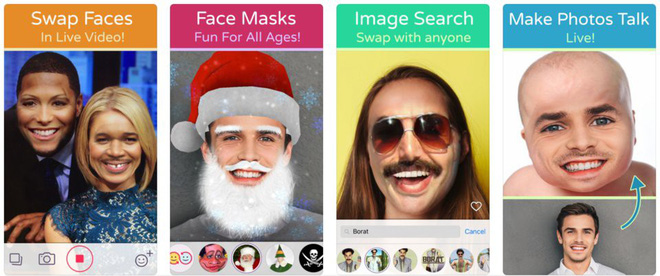 Swap Faces
In Live Video!
Face Masks
Fun For All Ages!
Image Search
Swap with anyone
Borat
Cancel
Make Photos Talk
Live!